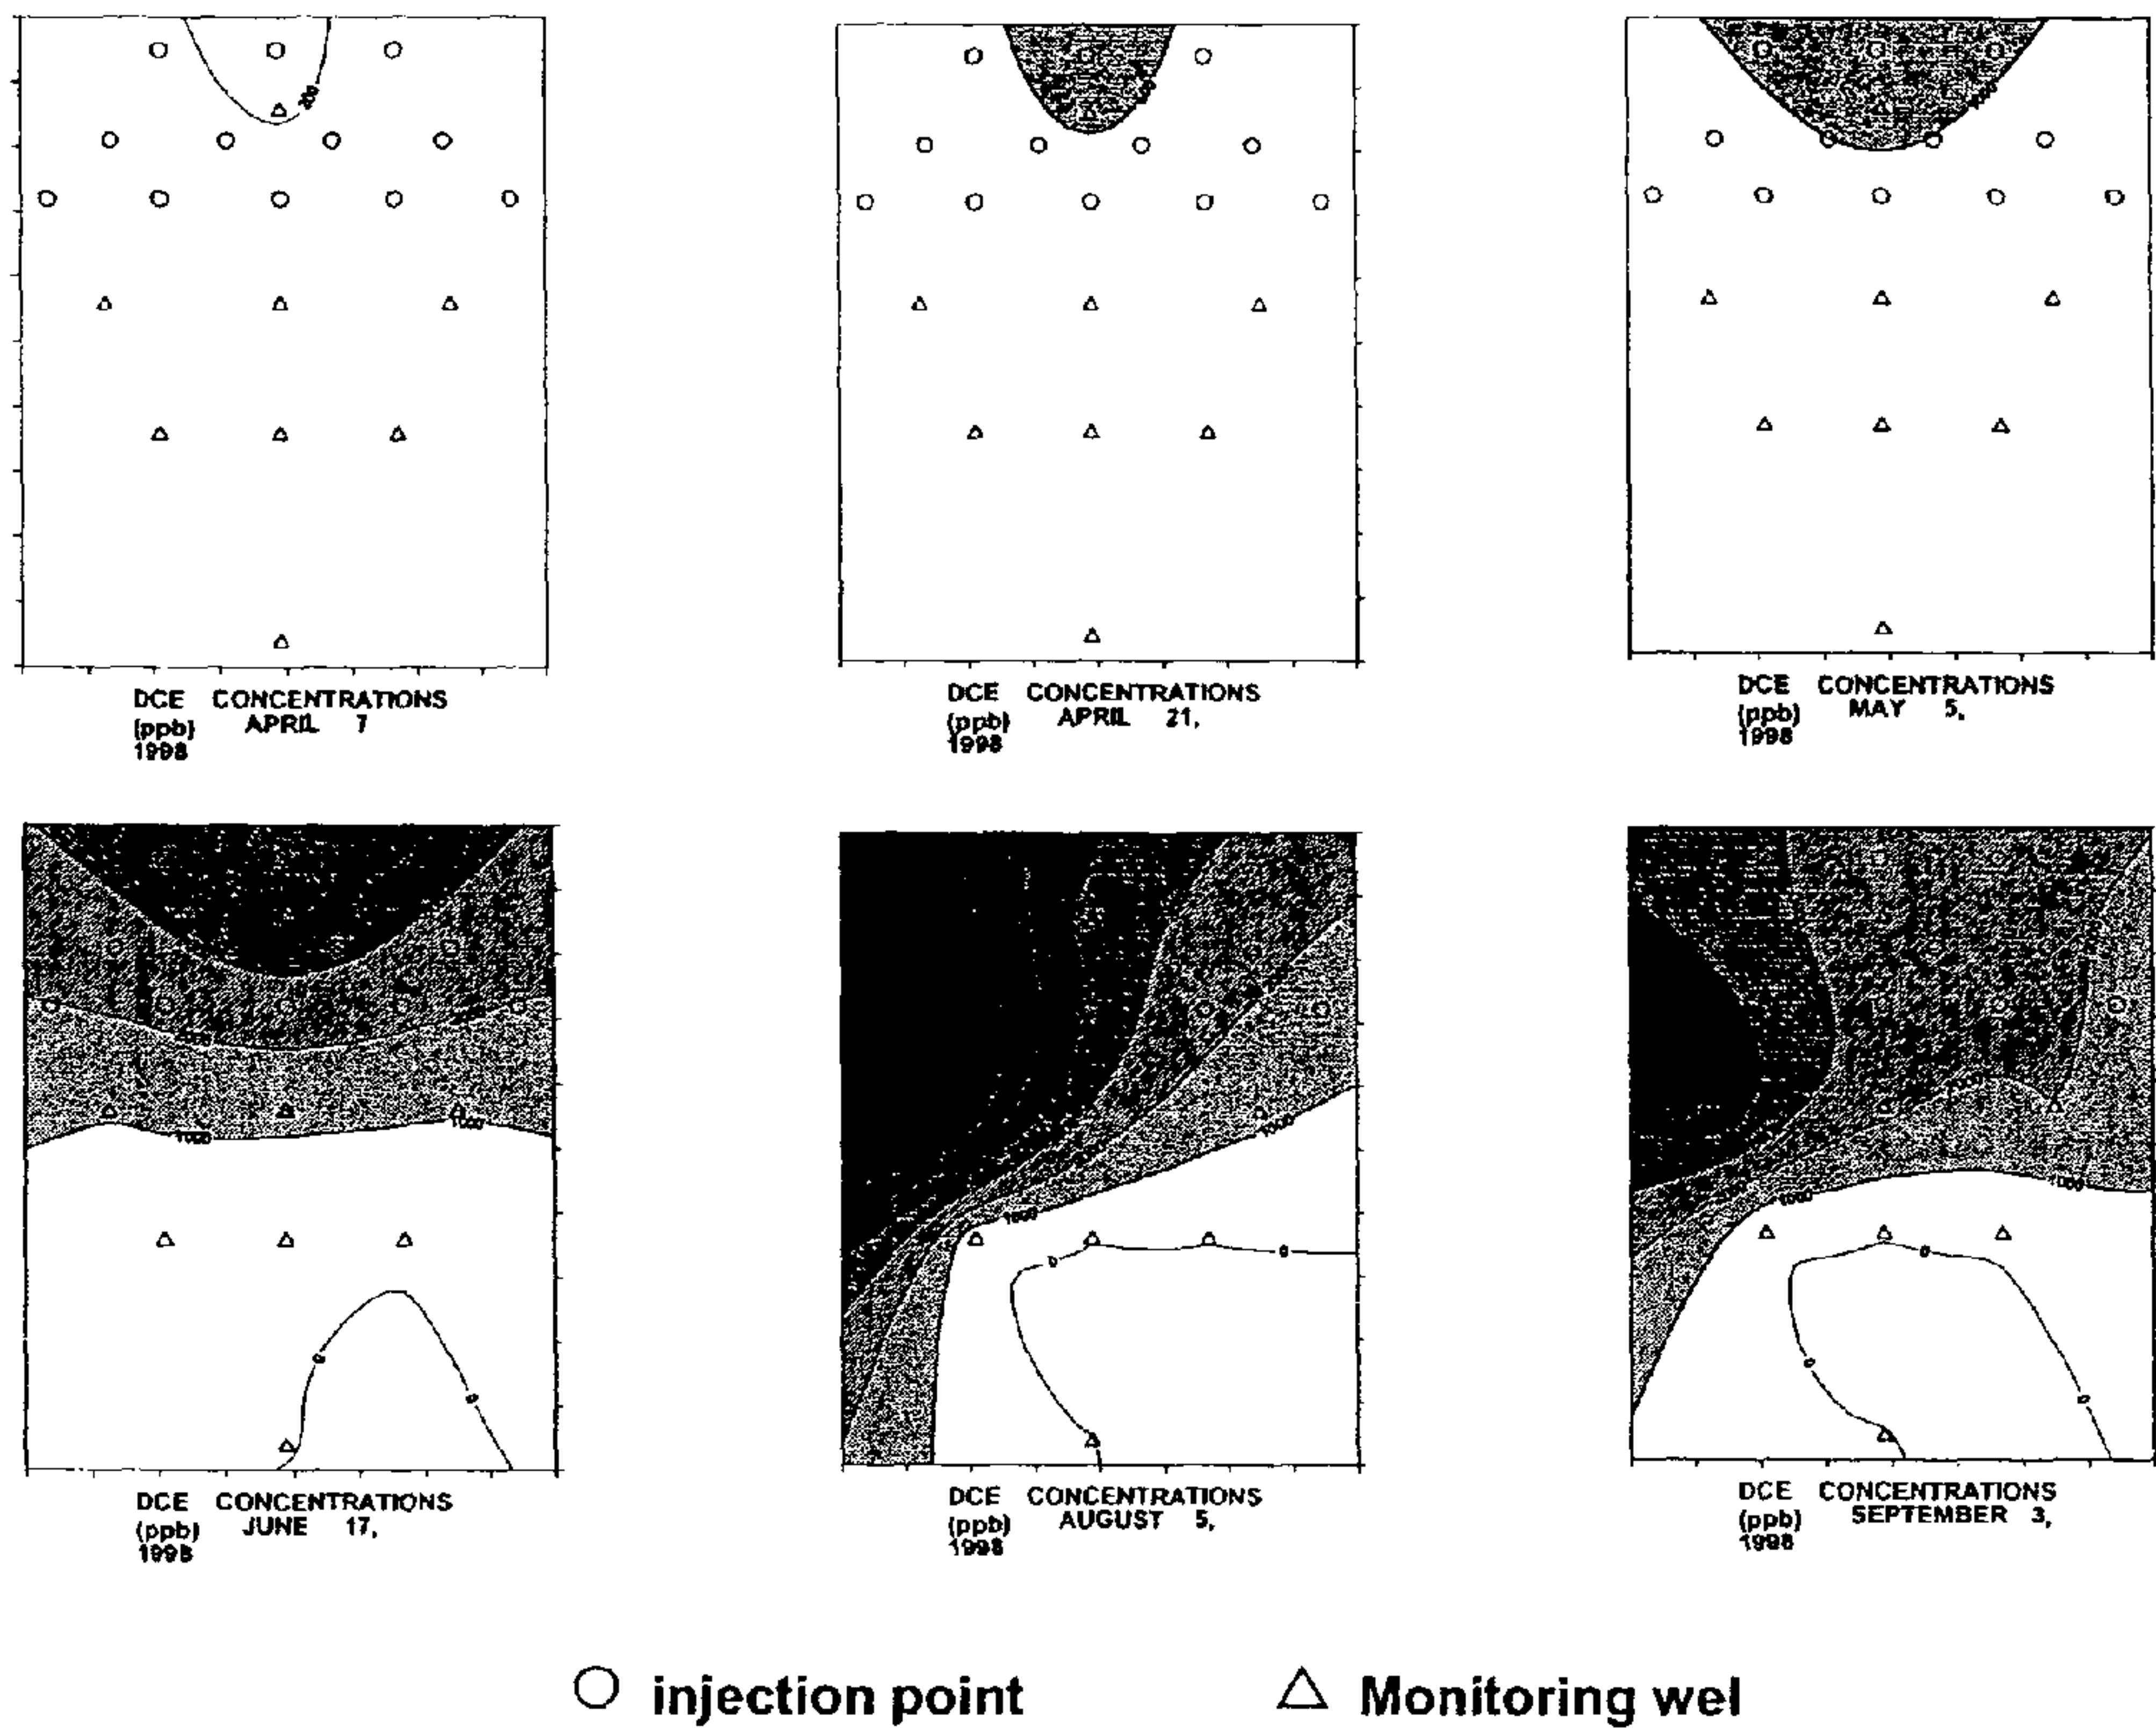 200
DCE CONCENTRATIONS
(ppb) APRIL 7
1998
DCE CONCENTRATIONS
(ppb) APRIL 21,
1998
DCE CONCENTRATIONS
(ppb) MAY 5,
1998
1000
1000
0
0
DCE CONCENTRATIONS
(ppb) JUNE 17,
1998
1000
1000
0
0
DCE CONCENTRATIONS
(ppb) AUGUST 5,
1998
2000
1000
1000
0
0
0
DCE CONCENTRATIONS
(ppb) SEPTEMBER 3,
1998
injection point
Monitoring wel